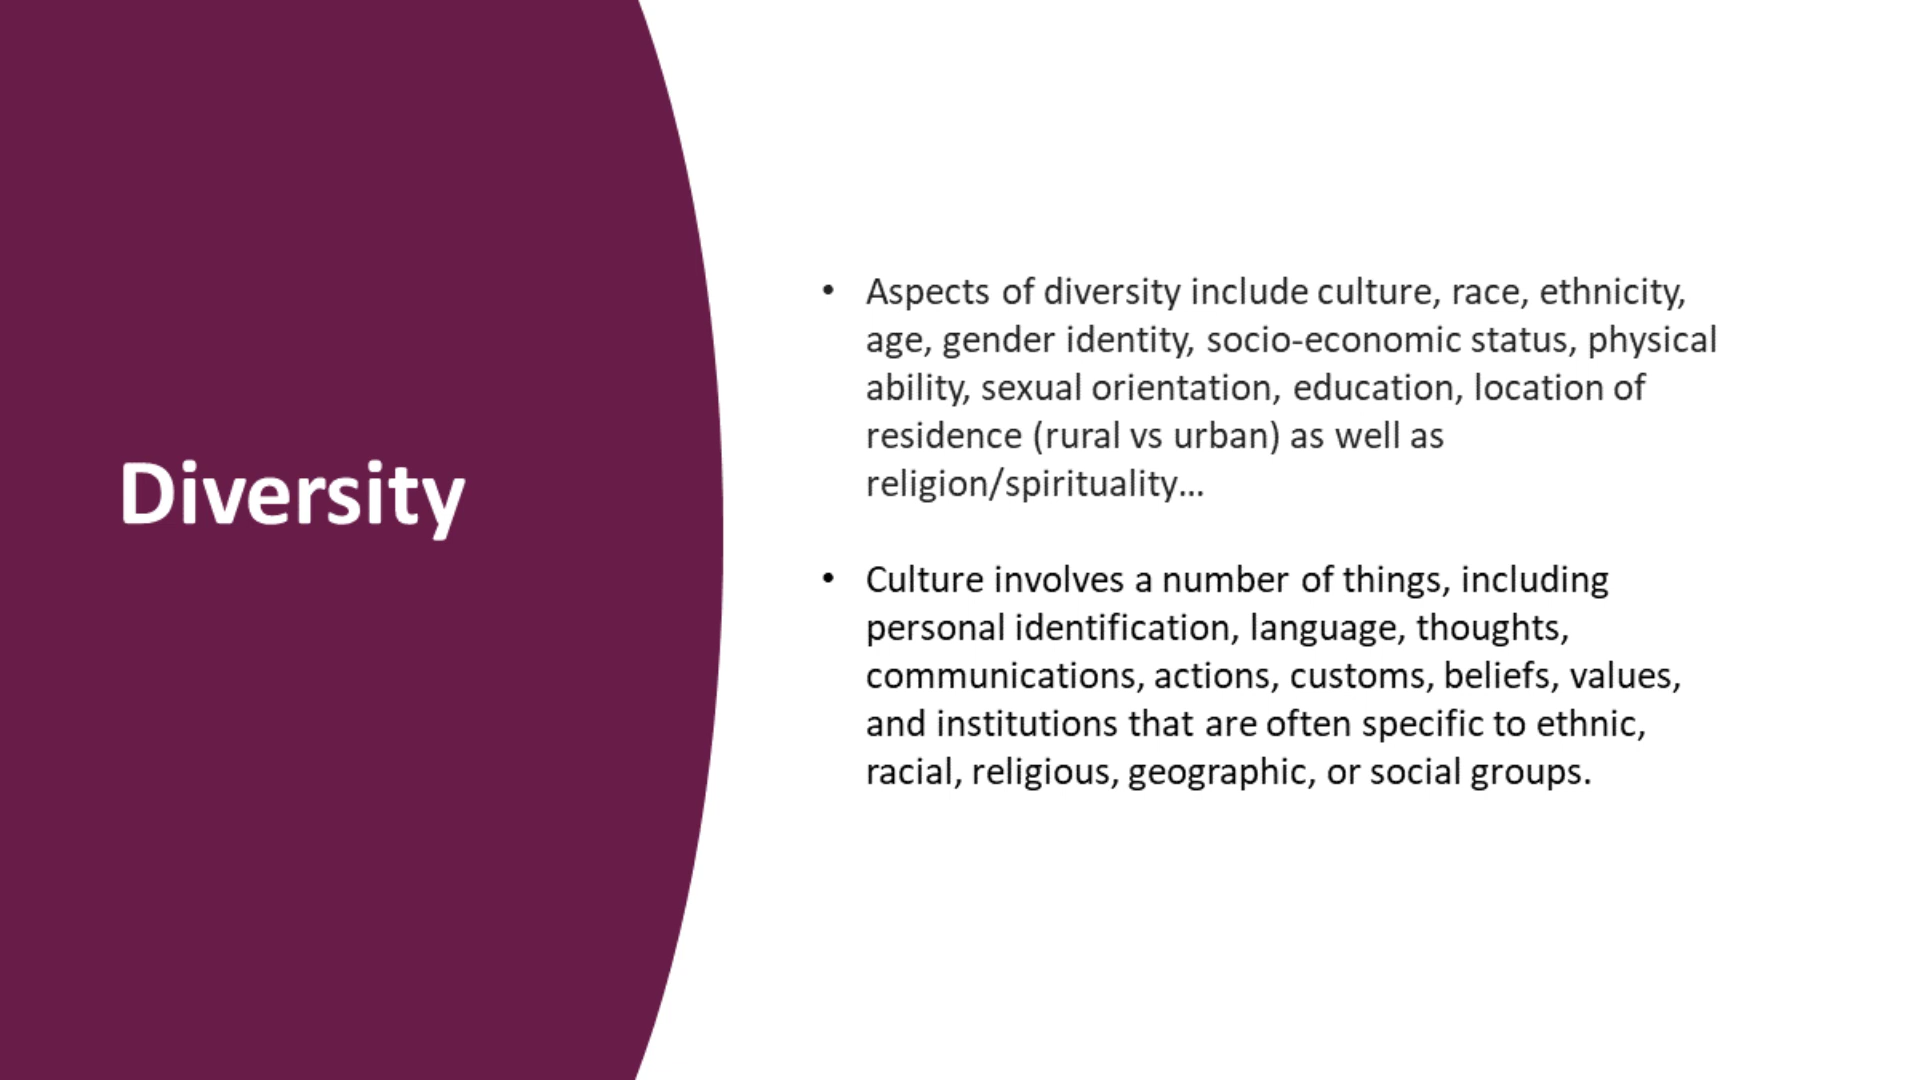 Diversity
• Aspects of diversity include culture, race, ethnicity,
age, gender identity, socio-economic status, physical
ability, sexual orientation, education, location of
residence (rural vs urban) as well as
religion/spirituality...
• Culture involves a number of things, including
personal identification, language, thoughts,
communications, actions, customs, beliefs, values,
and institutions that are often specific to ethnic,
racial, religious, geographic, or social groups.